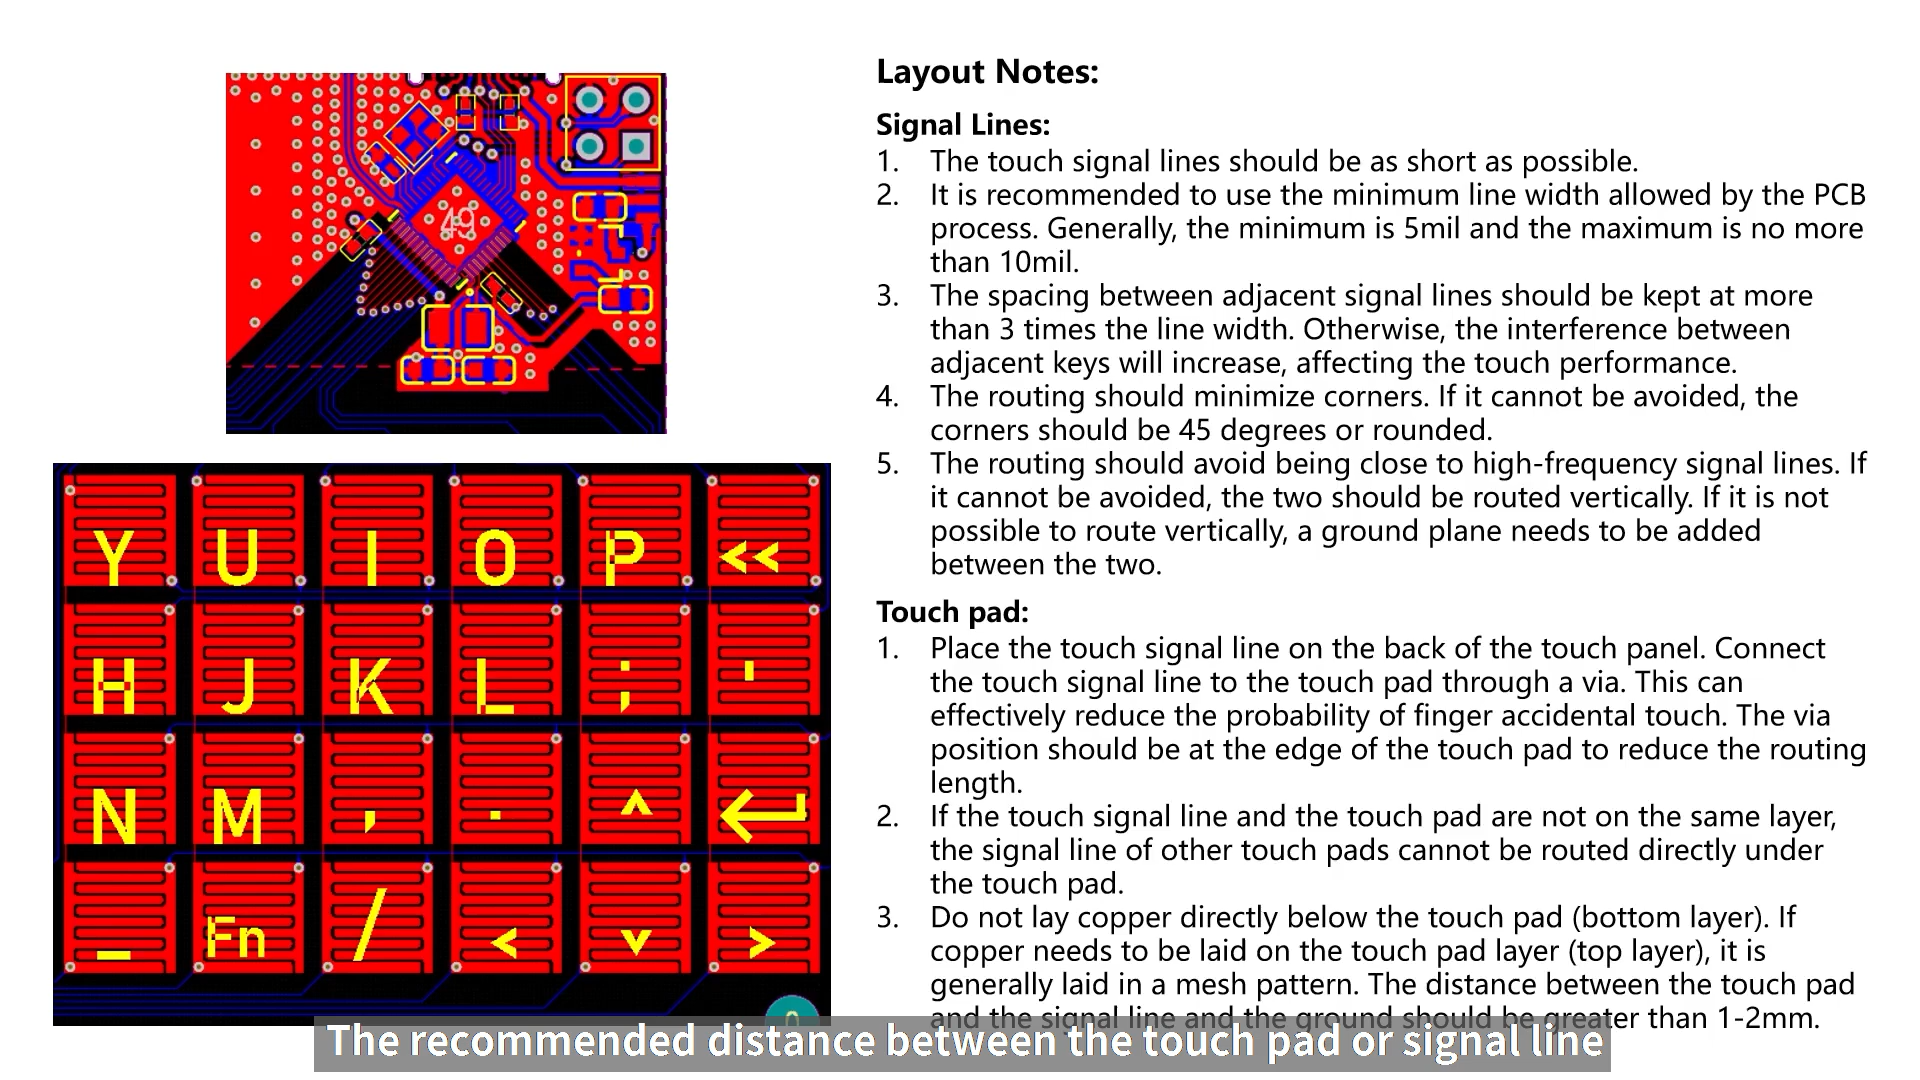 Layout Notes:
Signal Lines:
1. The touch signal lines should be as short as possible.
2. It is recommended to use the minimum line width allowed by the PCB
process. Generally, the minimum is 5mil and the maximum is no more
than 10mil.
3. The spacing between adjacent signal lines should be kept at more
than 3 times the line width. Otherwise, the interference between
adjacent keys will increase, affecting the touch performance.
4. The routing should minimize corners. If it cannot be avoided, the
corners should be 45 degrees or rounded.
5. The routing should avoid being close to high-frequency signal lines. If
it cannot be avoided, the two should be routed vertically. If it is not
possible to route vertically, a ground plane needs to be added
between the two.
Touch pad:
1. Place the touch signal line on the back of the touch panel. Connect
the touch signal line to the touch pad through a via. This can
effectively reduce the probability of finger accidental touch. The via
position should be at the edge of the touch pad to reduce the routing
length.
2. If the touch signal line and the touch pad are not on the same layer,
the signal line of other touch pads cannot be routed directly under
the touch pad.
3. Do not lay copper directly below the touch pad (bottom layer). If
copper needs to be laid on the touch pad layer (top layer), it is
generally laid in a mesh pattern. The distance between the touch pad
and the signal line and the ground should be greater than 1-2mm.
49
Y U I O P <<
H J K L ; '
N M , . ^ ←
_ Fn / < v >
0
The recommended distance between the touch pad or signal line